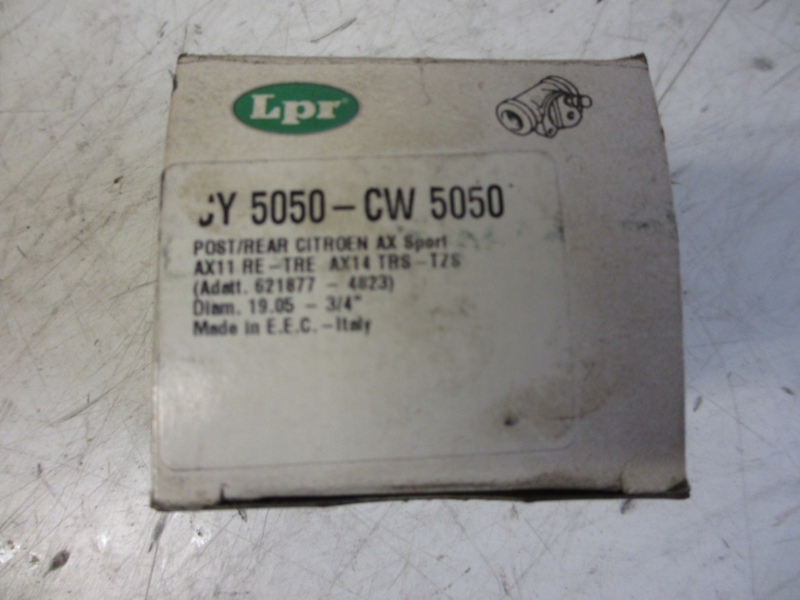 Lpr
CY 5050 - CW 5050
POST/REAR CITROEN AX Sport
AX11 RE-TRE AX14 TRS-TZS
(Adatt. 621877 - 4823)
Diam. 19.05 - 3/4"
Made in E.E.C. - Italy